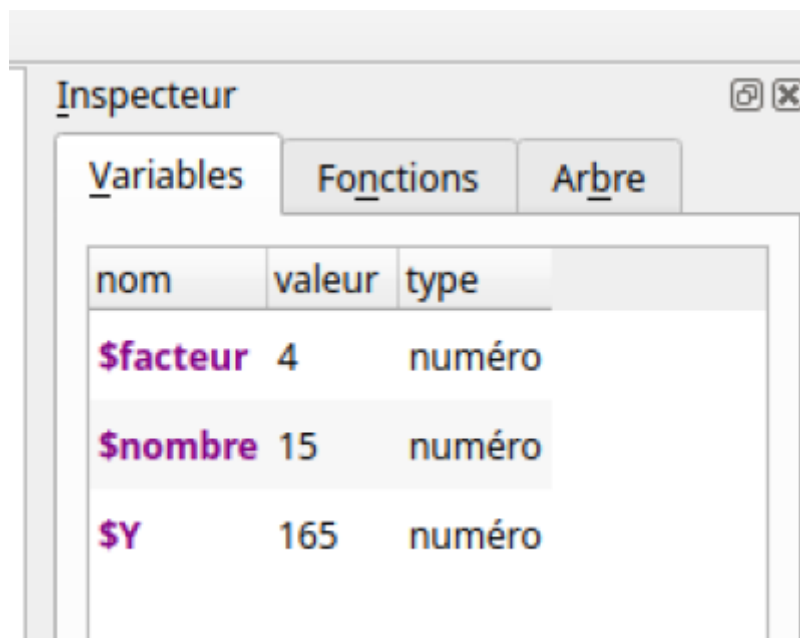 Inspecteur
Variables Fonctions Arbre
nom valeur type
$facteur 4 numéro
$nombre 15 numéro
$Y 165 numéro